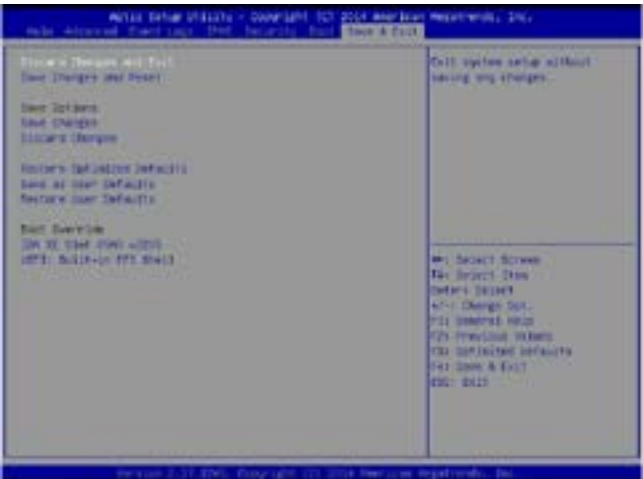 Aptio Setup Utility - Copyright (C) 2014 American Megatrends, Inc.
Main Advanced Event Logs IPMI Security Boot Save & Exit
Discard Changes and Exit
Save Changes and Reset
Save Options
Save Changes
Discard Changes
Restore Optimized Defaults
Save as User Defaults
Restore User Defaults
Boot Override
UEFI: Built-in EFI Shell
Exit system setup without
saving any changes.
: Select Screen
: Select Item
Enter: Select
+/-: Change Opt.
F1: General Help
F2: Previous Values
F3: Optimized Defaults
F4: Save & Exit
ESC: Exit
Version 2.17.1249. Copyright (C) 2014 American Megatrends, Inc.